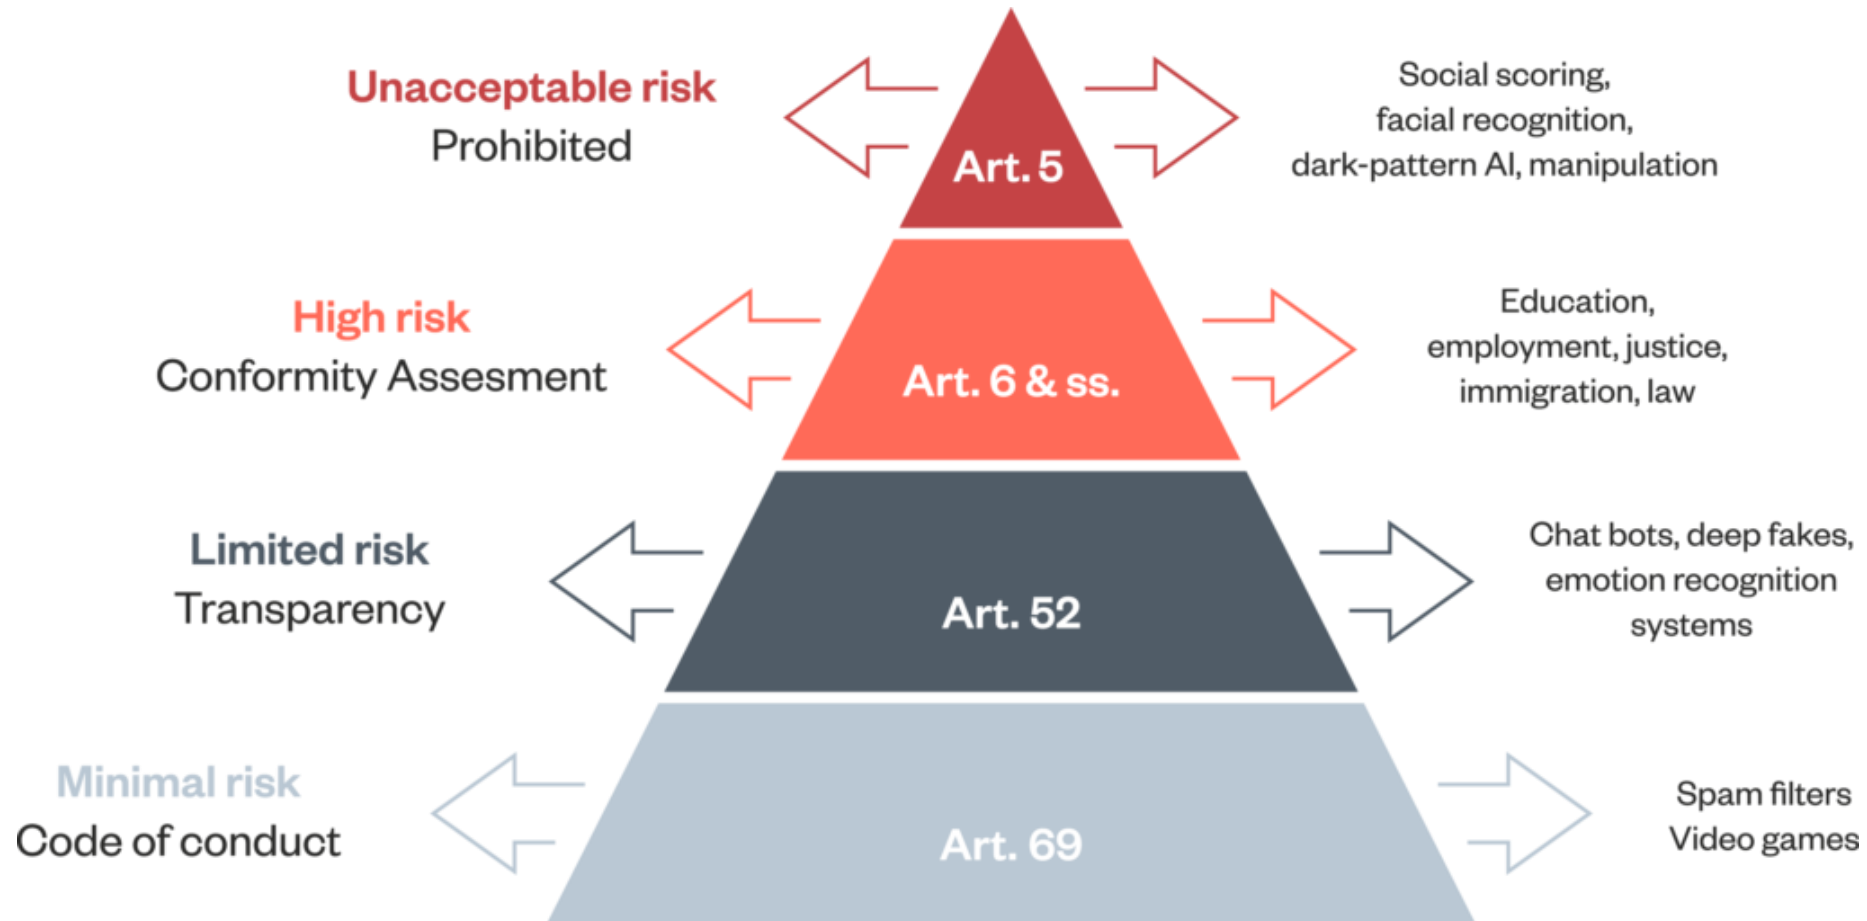 Unacceptable risk
Prohibited
Art. 5
Social scoring,
facial recognition,
dark-pattern AI, manipulation
High risk
Conformity Assesment
Art. 6 & ss.
Education,
employment, justice,
immigration, law
Limited risk
Transparency
Art. 52
Chat bots, deep fakes,
emotion recognition
systems
Minimal risk
Code of conduct
Art. 69
Spam filters
Video games